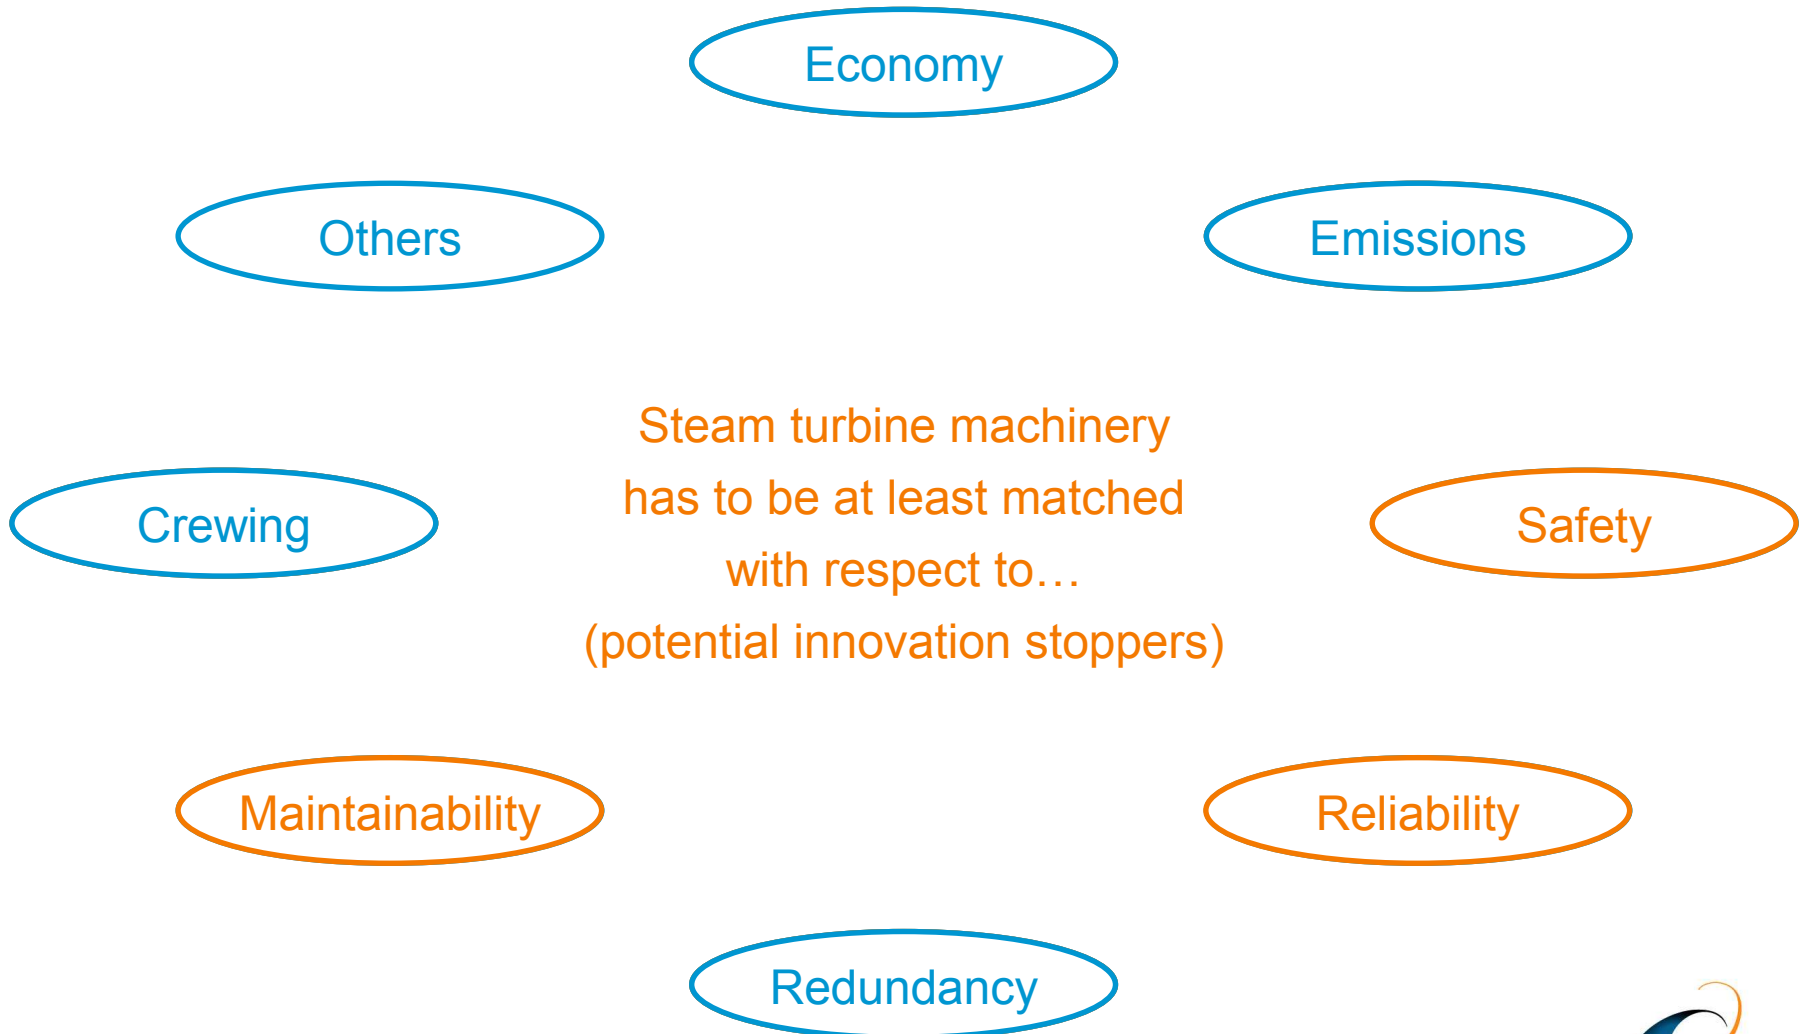 Economy
Others
Emissions
Steam turbine machinery
has to be at least matched
with respect to…
(potential innovation stoppers)
Crewing
Safety
Maintainability
Reliability
Redundancy